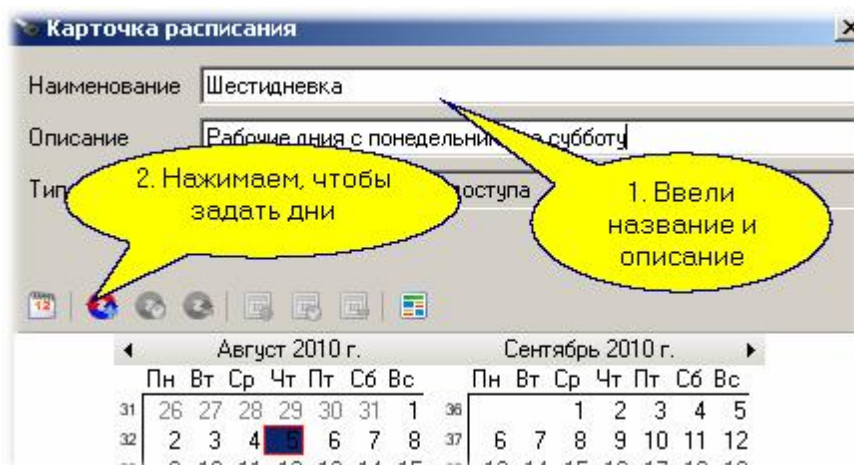 Карточка расписания
Наименование Шестидневка
Описание Рабочие дния с понедельник субботу
Тип доступа
2. Нажимаем, чтобы
задать дни
1. Ввели
название и
описание
12
Август 2010 г. Сентябрь 2010 г.
Пн Вт Ср Чт Пт Сб Вс Пн Вт Ср Чт Пт Сб Вс
31 26 27 28 29 30 31 1 36 1 2 3 4 5
32 2 3 4 5 6 7 8 37 6 7 8 9 10 11 12